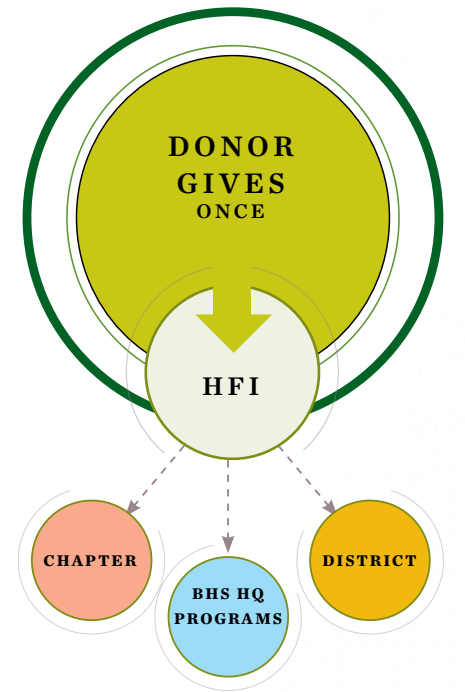 DONOR
GIVES
ONCE
HFI
CHAPTER
BHS HQ
PROGRAMS
DISTRICT